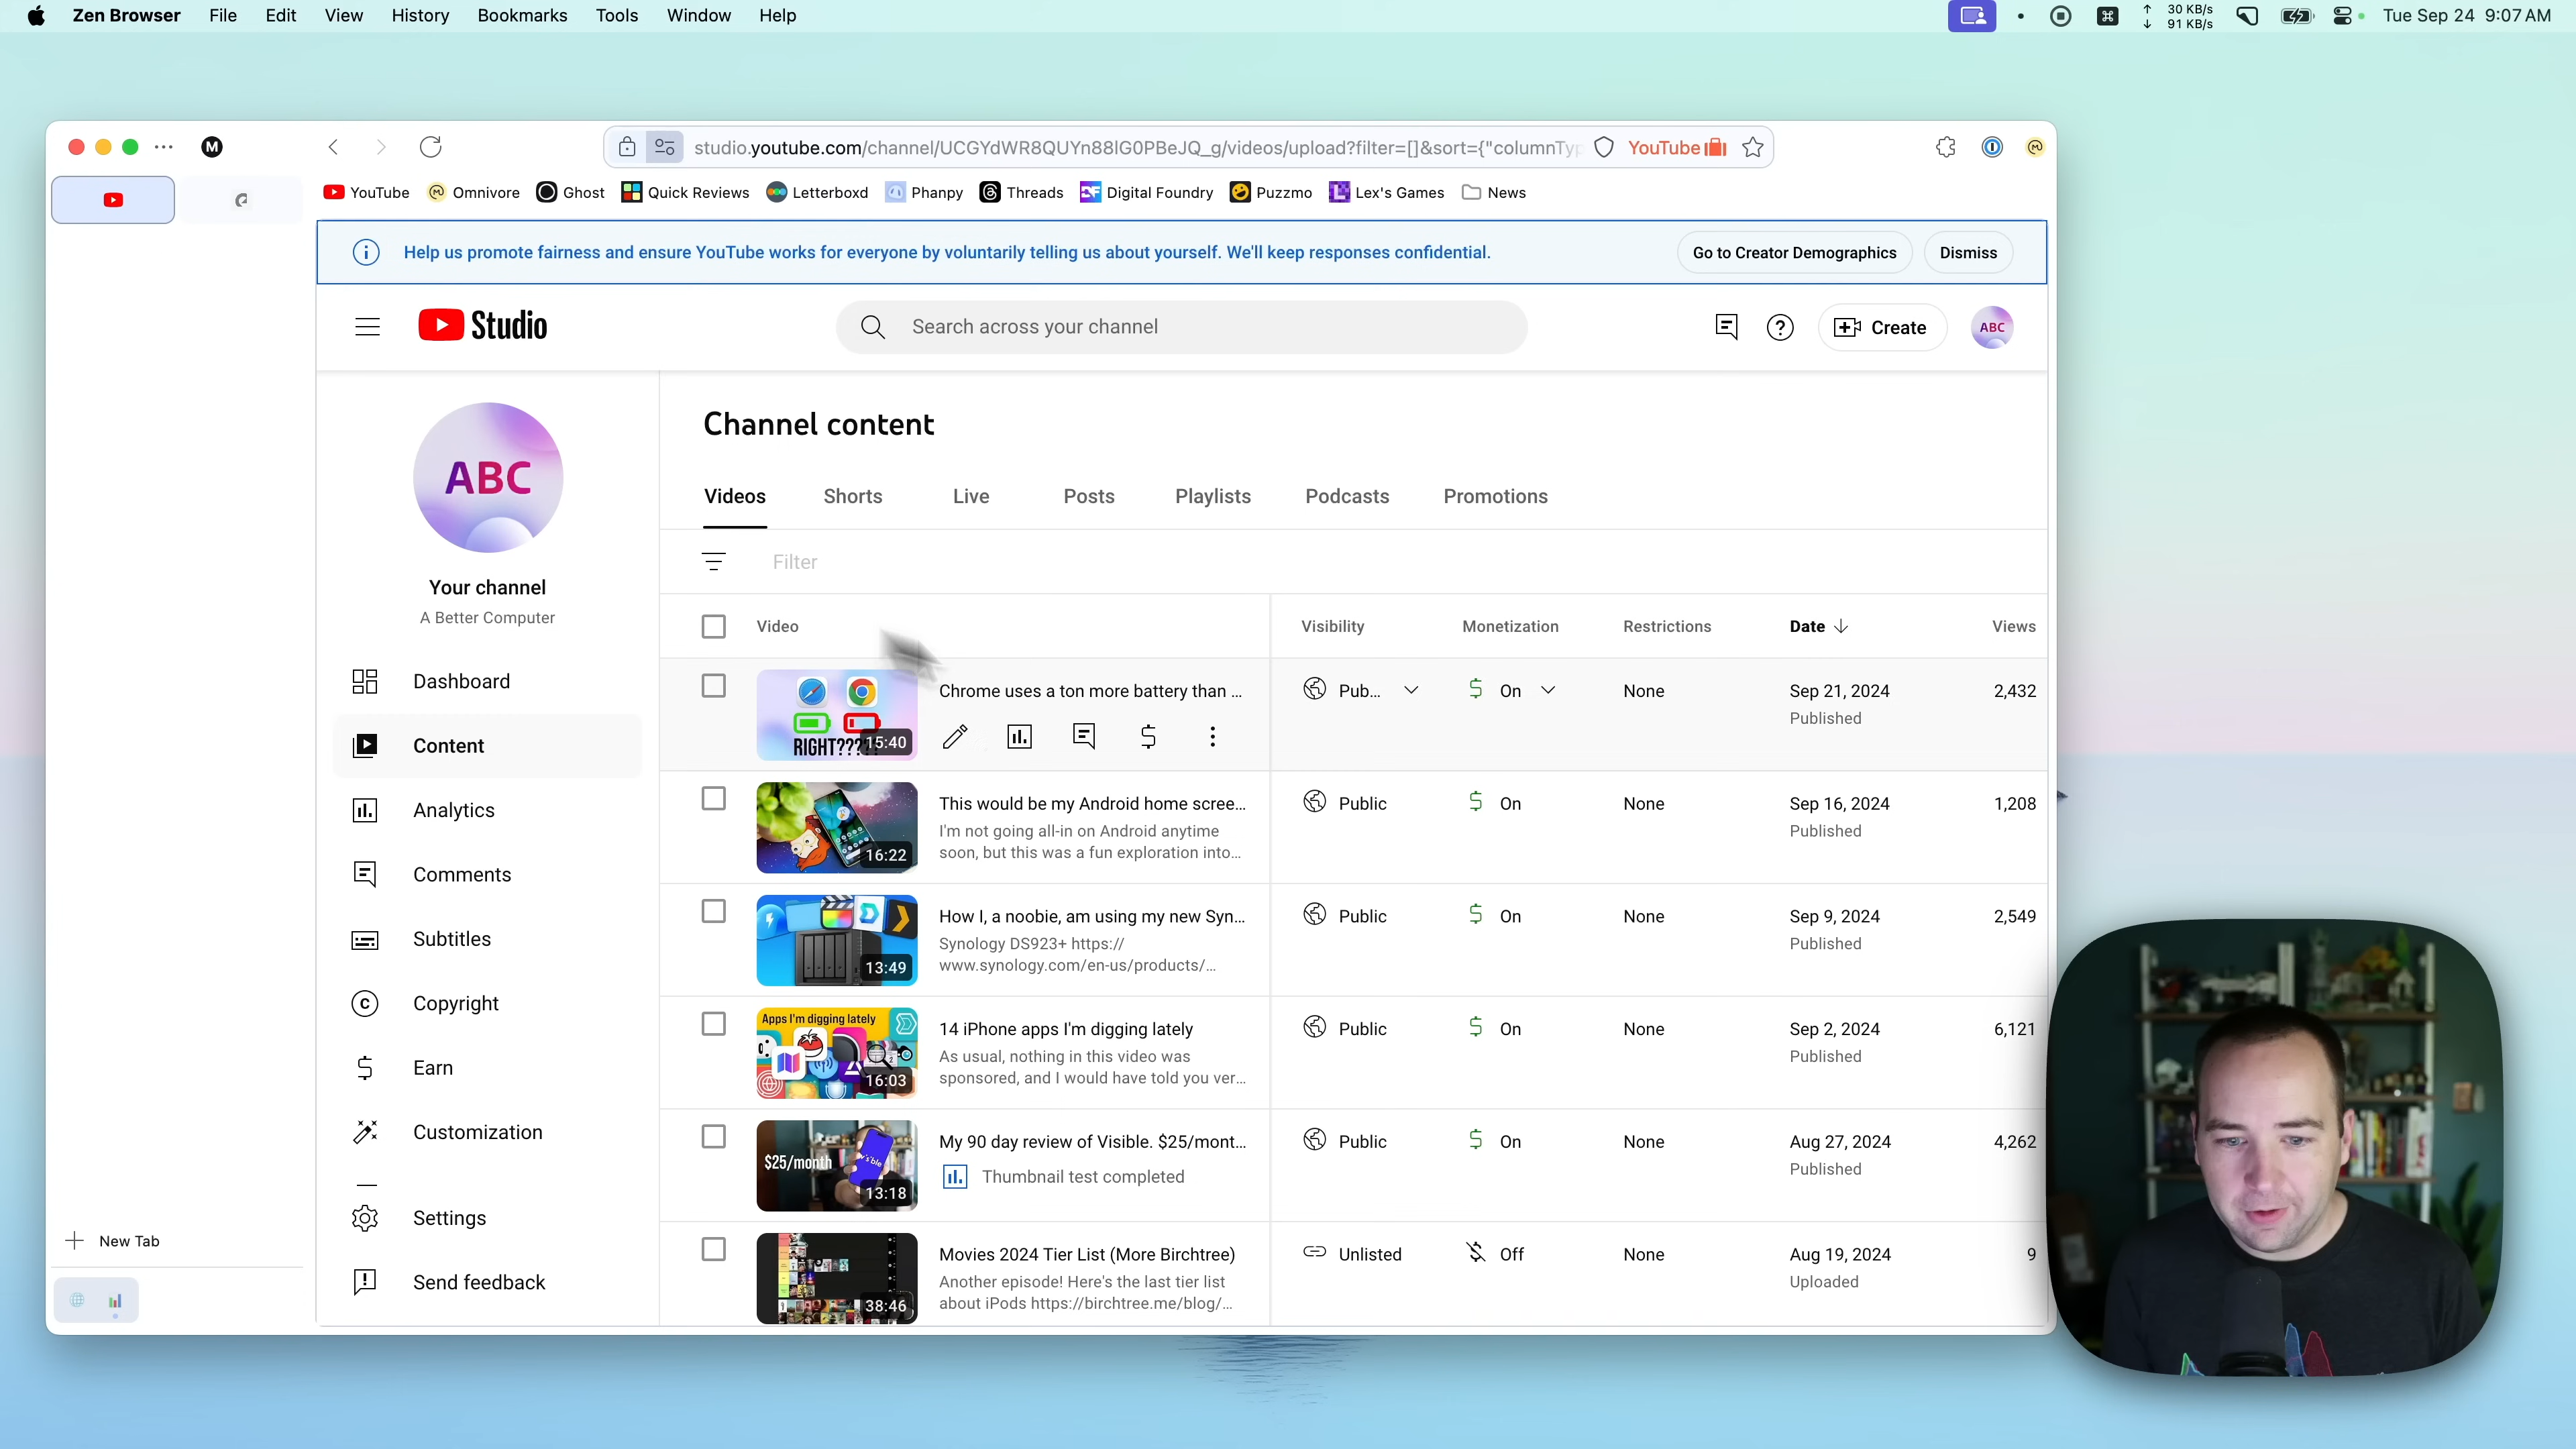 Zen Browser File Edit View History Bookmarks Tools Window Help
30 KB/s
91 KB/s
Tue Sep 24 9:07 AM
M
studio.youtube.com/channel/UCGYdWR8QUYn88lG0PBeJQ_g/videos/upload?filter=[]&sort={"columnTyp
YouTube
YouTube Omnivore Ghost Quick Reviews Letterboxd Phanpy Threads Digital Foundry Puzzmo Lex's Games News
Help us promote fairness and ensure YouTube works for everyone by voluntarily telling us about yourself. We'll keep responses confidential.
Go to Creator Demographics
Dismiss
Studio
Search across your channel
Create
ABC
ABC
Your channel
A Better Computer
Dashboard
Content
Analytics
Comments
Subtitles
Copyright
Earn
Customization
Settings
Send feedback
New Tab
Channel content
Videos Shorts Live Posts Playlists Podcasts Promotions
Filter
Video Visibility Monetization Restrictions Date Views
RIGHT????
15:40
Chrome uses a ton more battery than ...
Pub... On None Sep 21, 2024 2,432
Published
16:22
This would be my Android home scree...
I'm not going all-in on Android anytime
soon, but this was a fun exploration into...
Public On None Sep 16, 2024 1,208
Published
13:49
How I, a noobie, am using my new Syn...
Synology DS923+ https://
www.synology.com/en-us/products/...
Public On None Sep 9, 2024 2,549
Published
Apps I'm digging lately
16:03
14 iPhone apps I'm digging lately
As usual, nothing in this video was
sponsored, and I would have told you ver...
Public On None Sep 2, 2024 6,121
Published
$25/month
13:18
My 90 day review of Visible. $25/mont...
Thumbnail test completed
Public On None Aug 27, 2024 4,262
Published
38:46
Movies 2024 Tier List (More Birchtree)
Another episode! Here's the last tier list
about iPods https://birchtree.me/blog/...
Unlisted Off None Aug 19, 2024 9
Uploaded